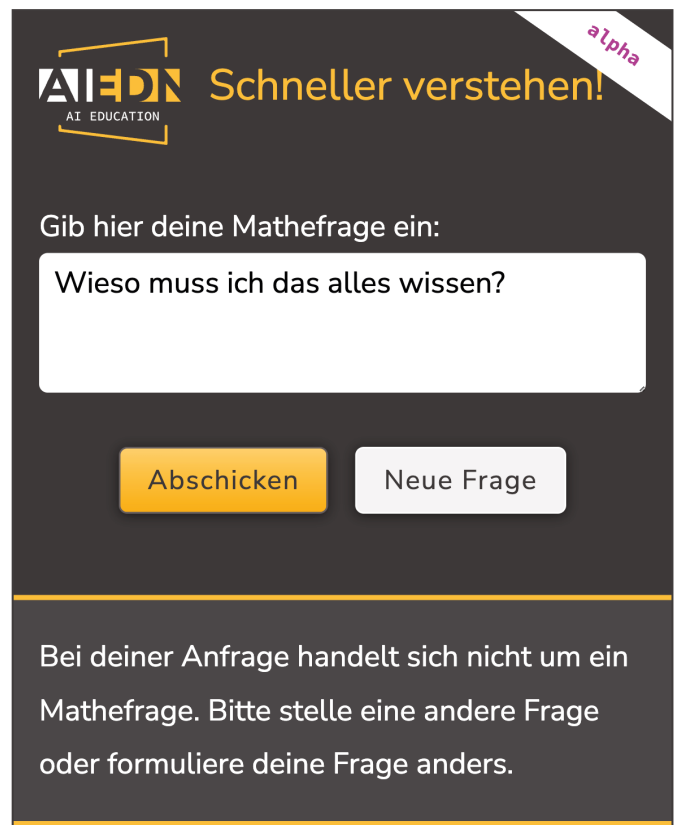 AIEDN
AI EDUCATION
Schneller verstehen!
alpha
Gib hier deine Mathefrage ein:
Wieso muss ich das alles wissen?
Abschicken
Neue Frage
Bei deiner Anfrage handelt sich nicht um ein
Mathefrage. Bitte stelle eine andere Frage
oder formuliere deine Frage anders.